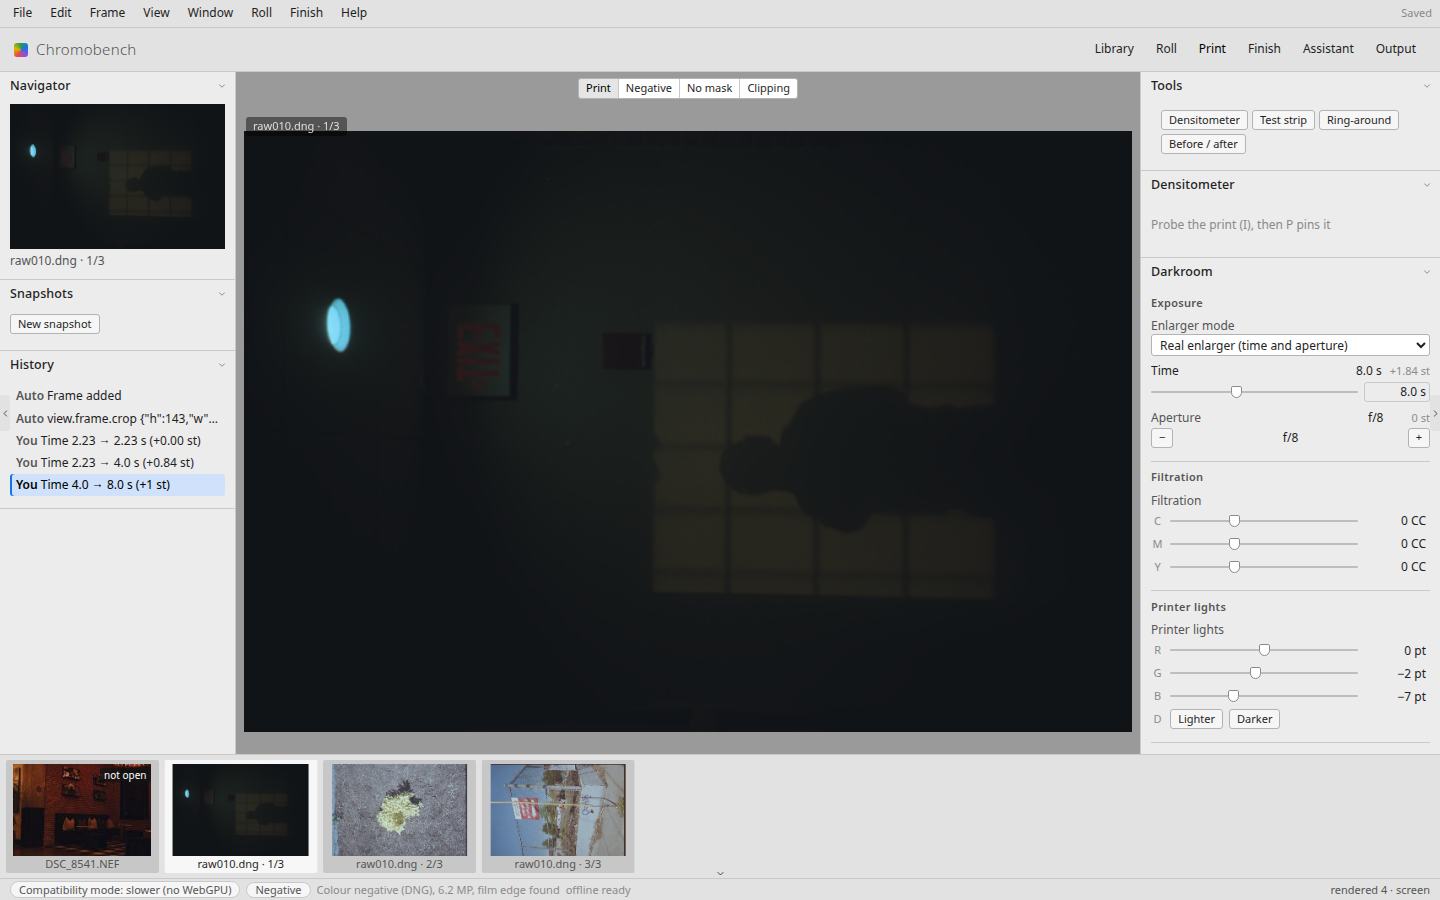 File Edit Frame View Window Roll Finish Help Saved
Chromobench Library Roll Print Finish Assistant Output
Navigator
raw010.dng · 1/3
Snapshots
New snapshot
History
Auto Frame added
Auto view.frame.crop {"h":143,"w"...
You Time 2.23 → 2.23 s (+0.00 st)
You Time 2.23 → 4.0 s (+0.84 st)
You Time 4.0 → 8.0 s (+1 st)
Print Negative No mask Clipping
raw010.dng · 1/3
EXIT
Tools
Densitometer Test strip Ring-around
Before / after
Densitometer
Probe the print (I), then P pins it
Darkroom
Exposure
Enlarger mode
Real enlarger (time and aperture)
Time 8.0 s +1.84 st
8.0 s
Aperture f/8 0 st
− f/8 +
Filtration
Filtration
C 0 CC
M 0 CC
Y 0 CC
Printer lights
Printer lights
R 0 pt
G −2 pt
B −7 pt
D Lighter Darker
not open
DSC_8541.NEF
raw010.dng · 1/3
raw010.dng · 2/3
raw010.dng · 3/3
Compatibility mode: slower (no WebGPU) Negative Colour negative (DNG), 6.2 MP, film edge found offline ready rendered 4 · screen